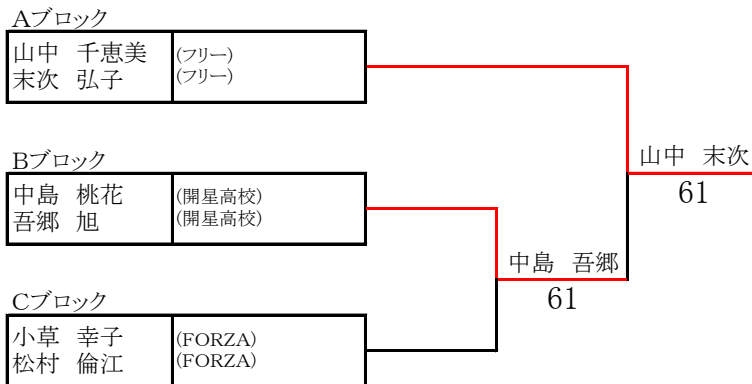 Aブロック
山中 千恵美 (フリー)
末次 弘子 (フリー)
Bブロック
中島 桃花 (開星高校)
吾郷 旭 (開星高校)
Cブロック
小草 幸子 (FORZA)
松村 倫江 (FORZA)
中島 吾郷
61
山中 末次
61